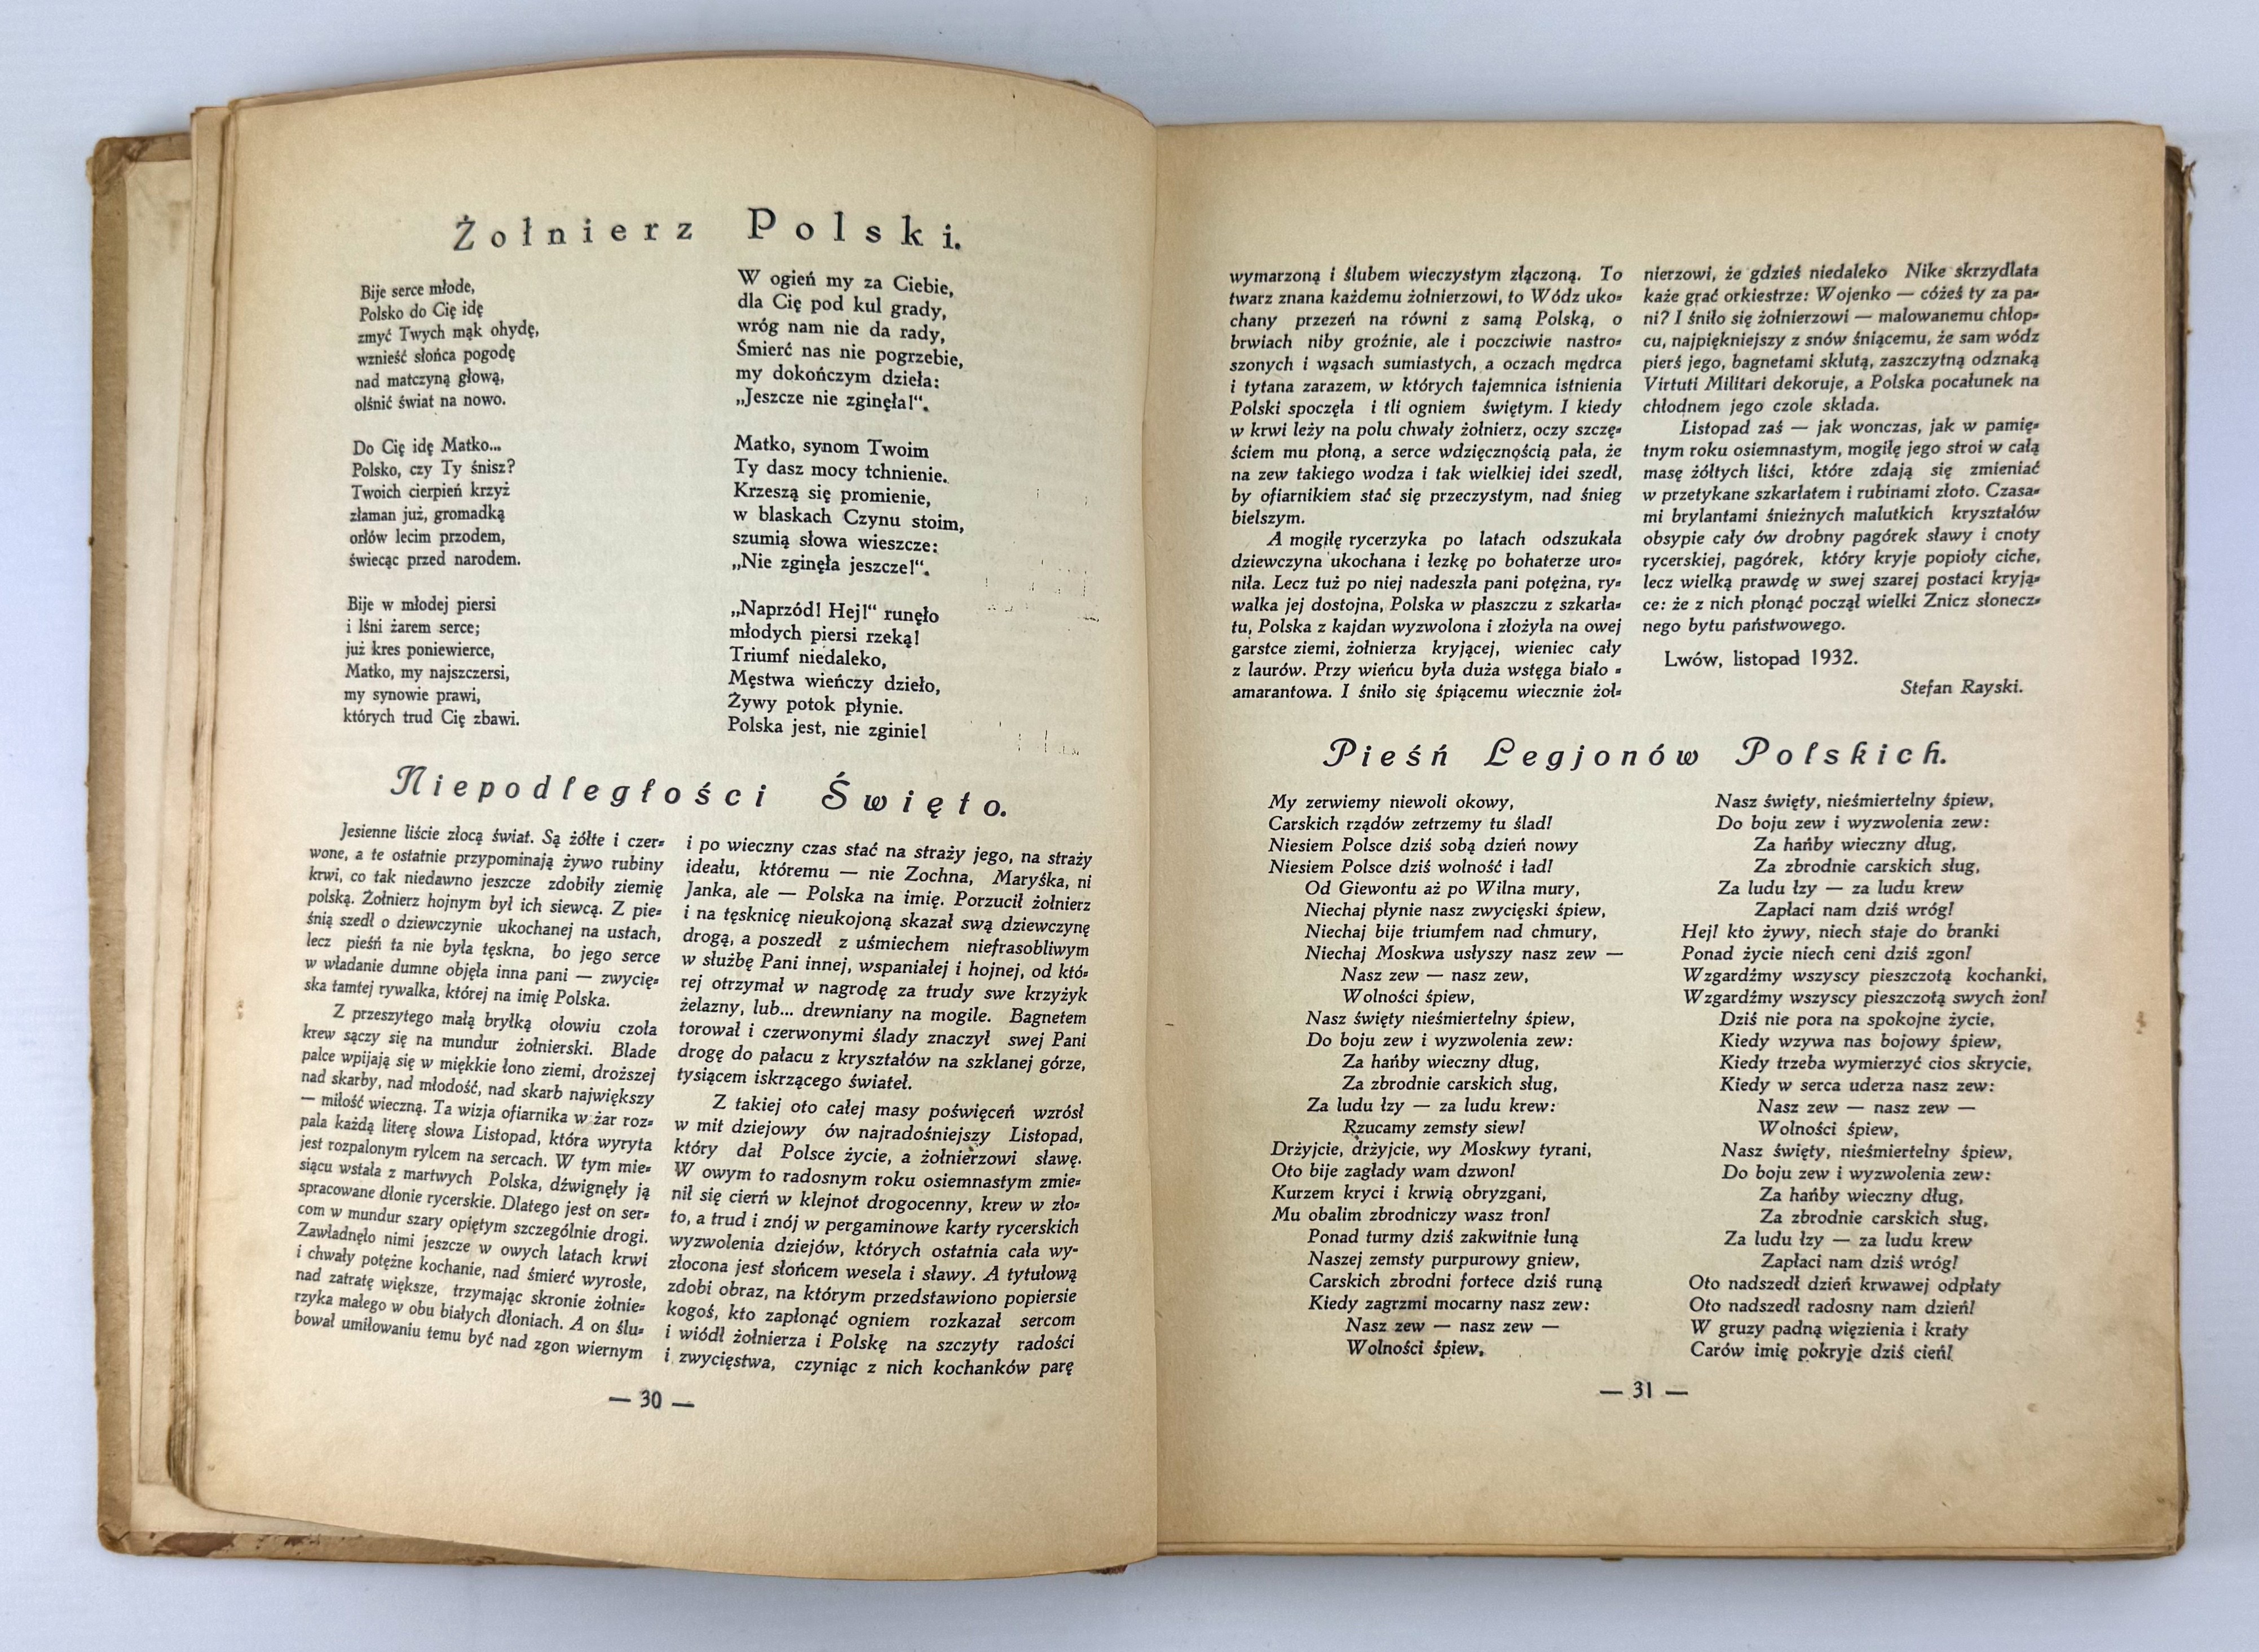 Żołnierz Polski.
Bije serce młode,
Polsko do Cię idę
zmyć Twych mąk ohydę,
wznieść słońca pogodę
nad matczyną głową,
olśnić świat na nowo.
Do Cię idę Matko...
Polsko, czy Ty śnisz?
Twoich cierpień krzyż
złaman już, gromadką
orłów lecim przodem,
świecąc przed narodem.
Bije w młodej piersi
i lśni żarem serce;
już kres poniewierce,
Matko, my najszczersi,
my synowie prawi,
których trud Cię zbawi.
W ogień my za Ciebie,
dla Cię pod kul grady,
wróg nam nie da rady,
Śmierć nas nie pogrzebie,
my dokończym dzieła:
„Jeszcze nie zginęła!“.
Matko, synom Twoim
Ty dasz mocy tchnienie.
Krzeszą się promienie,
w blaskach Czynu stoim,
szumią słowa wieszcze:
„Nie zginęła jeszcze!“.
„Naprzód! Hej!“ runęło
młodych piersi rzeką!
Triumf niedaleko,
Męstwa wieńczy dzieło,
Żywy potok płynie.
Polska jest, nie zginie!
Niepodległości Święto.
Jesienne liście złocą świat. Są żółte i czer-
wone, a te ostatnie przypominają żywo rubiny
krwi, co tak niedawno jeszcze zdobiły ziemię
polską. Żołnierz hojnym był ich siewcą. Z pie-
śnią szedł o dziewczynie ukochanej na ustach,
lecz pieśń ta nie była tęskna, bo jego serce
w władanie dumne objęła inna pani — zwycię-
ska tamtej rywalka, której na imię Polska.
Z przeszytego małą bryłką ołowiu czoła
krew sączy się na mundur żołnierski. Blade
palce wpijają się w miękkie łono ziemi, droższej
nad skarby, nad młodość, nad skarb największy
— miłość wieczną. Ta wizja ofiarnika w żar roz-
pala każdą literę słowa Listopad, która wyryta
jest rozpalonym rylcem na sercach. W tym mie-
siącu wstała z martwych Polska, dźwignęły ją
spracowane dłonie rycerskie. Dlatego jest on ser-
com w mundur szary opiętym szczególnie drogi.
Zawładnęło nimi jeszcze w owych latach krwi
i chwały potężne kochanie, nad śmierć wyrosłe,
nad zatratę większe, trzymając skronie żołnie-
rzyka małego w obu białych dłoniach. A on ślu-
bował umiłowaniu temu być nad zgon wiernym
i po wieczny czas stać na straży jego, na straży
ideału, któremu — nie Zochna, Maryśka, ni
Janka, ale — Polska na imię. Porzucił żołnierz
i na tęsknicę nieukojoną skazał swą dziewczynę
drogą, a poszedł z uśmiechem niefrasobliwym
w służbę Pani innej, wspaniałej i hojnej, od któ-
rej otrzymał w nagrodę za trudy swe krzyżyk
żelazny, lub... drewniany na mogile. Bagnetem
torował i czerwonymi ślady znaczył swej Pani
drogę do pałacu z kryształów na szklanej górze,
tysiącem iskrzącego świateł.
Z takiej oto całej masy poświęceń wzrósł
w mit dziejowy ów najradośniejszy Listopad,
który dał Polsce życie, a żołnierzowi sławę.
W owym to radosnym roku osiemnastym zmie-
nił się cierń w klejnot drogocenny, krew w zło-
to, a trud i znój w pergaminowe karty rycerskich
wyzwolenia dziejów, których ostatnia cała wy-
złocona jest słońcem wesela i sławy. A tytułową
zdobi obraz, na którym przedstawiono popiersie
kogoś, kto zapłonąć ogniem rozkazał sercom
i wiódł żołnierza i Polskę na szczyty radości
i zwycięstwa, czyniąc z nich kochanków parę
— 30 —
wymarzoną i ślubem wieczystym złączoną. To
twarz znana każdemu żołnierzowi, to Wódz uko-
chany przezeń na równi z samą Polską, o
brwiach niby groźnie, ale i poczciwie nastro-
szonych i wąsach sumiastych, a oczach mędrca
i tytana zarazem, w których tajemnica istnienia
Polski spoczęła i tli ogniem świętym. I kiedy
w krwi leży na polu chwały żołnierz, oczy szczę-
ściem mu płoną, a serce wdzięcznością pała, że
na zew takiego wodza i tak wielkiej idei szedł,
by ofiarnikiem stać się przeczystym, nad śnieg
bielszym.
A mogiłę rycerzyka po latach odszukała
dziewczyna ukochana i łezkę po bohaterze uro-
niła. Lecz tuż po niej nadeszła pani potężna, ry-
walka jej dostojna, Polska w płaszczu z szkarła-
tu, Polska z kajdan wyzwolona i złożyła na owej
garstce ziemi, żołnierza kryjącej, wieniec cały
z laurów. Przy wieńcu była duża wstęga biało -
amarantowa. I śniło się śpiącemu wiecznie żoł-
nierzowi, że gdzieś niedaleko Nike skrzydlata
każe grać orkiestrze: Wojenko — cóżeś ty za pa-
ni? I śniło się żołnierzowi — malowanemu chłop-
cu, najpiękniejszy z snów śniącemu, że sam wódz
pierś jego, bagnetami skłutą, zaszczytną odznaką
Virtuti Militari dekoruje, a Polska pocałunek na
chłodnem jego czole składa.
Listopad zaś — jak wonczas, jak w pamię-
tnym roku osiemnastym, mogiłę jego stroi w całą
masę żółtych liści, które zdają się zmieniać
w przetykane szkarłatem i rubinami złoto. Czasa-
mi brylantami śnieżnych malutkich kryształów
obsypie cały ów drobny pagórek sławy i cnoty
rycerskiej, pagórek, który kryje popioły ciche,
lecz wielką prawdę w swej szarej postaci kryją-
ce: że z nich płonąć począł wielki Znicz słonecz-
nego bytu państwowego.
Lwów, listopad 1932.
Stefan Rayski.
Pieśń Legjonów Polskich.
My zerwiemy niewoli okowy,
Carskich rządów zetrzemy tu ślad!
Niesiem Polsce dziś sobą dzień nowy
Niesiem Polsce dziś wolność i ład!
Od Giewontu aż po Wilna mury,
Niechaj płynie nasz zwycięski śpiew,
Niechaj bije triumfem nad chmury,
Niechaj Moskwa usłyszy nasz zew —
Nasz zew — nasz zew,
Wolności śpiew,
Nasz święty nieśmiertelny śpiew,
Do boju zew i wyzwolenia zew:
Za hańby wieczny dług,
Za zbrodnie carskich sług,
Za ludu łzy — za ludu krew:
Rzucamy zemsty siew!
Drżyjcie, drżyjcie, wy Moskwy tyrani,
Oto bije zagłady wam dzwon!
Kurzem kryci i krwią obryzgani,
Mu obalim zbrodniczy wasz tron!
Ponad turmy dziś zakwitnie łuną
Naszej zemsty purpurowy gniew,
Carskich zbrodni fortece dziś runą
Kiedy zagrzmi mocarny nasz zew:
Nasz zew — nasz zew —
Wolności śpiew,
Nasz święty, nieśmiertelny śpiew,
Do boju zew i wyzwolenia zew:
Za hańby wieczny dług,
Za zbrodnie carskich sług,
Za ludu łzy — za ludu krew
Zapłaci nam dziś wróg!
Hej! kto żywy, niech staje do branki
Ponad życie niech ceni dziś zgon!
Wzgardźmy wszyscy pieszczotą kochanki,
Wzgardźmy wszyscy pieszczotą swych żon!
Dziś nie pora na spokojne życie,
Kiedy wzywa nas bojowy śpiew,
Kiedy trzeba wymierzyć cios skrycie,
Kiedy w serca uderza nasz zew:
Nasz zew — nasz zew —
Wolności śpiew,
Nasz święty, nieśmiertelny śpiew,
Do boju zew i wyzwolenia zew:
Za hańby wieczny dług,
Za zbrodnie carskich sług,
Za ludu łzy — za ludu krew
Zapłaci nam dziś wróg!
Oto nadszedł dzień krwawej odpłaty
Oto nadszedł radosny nam dzień!
W gruzy padną więzienia i kraty
Carów imię pokryje dziś cień!
— 31 —